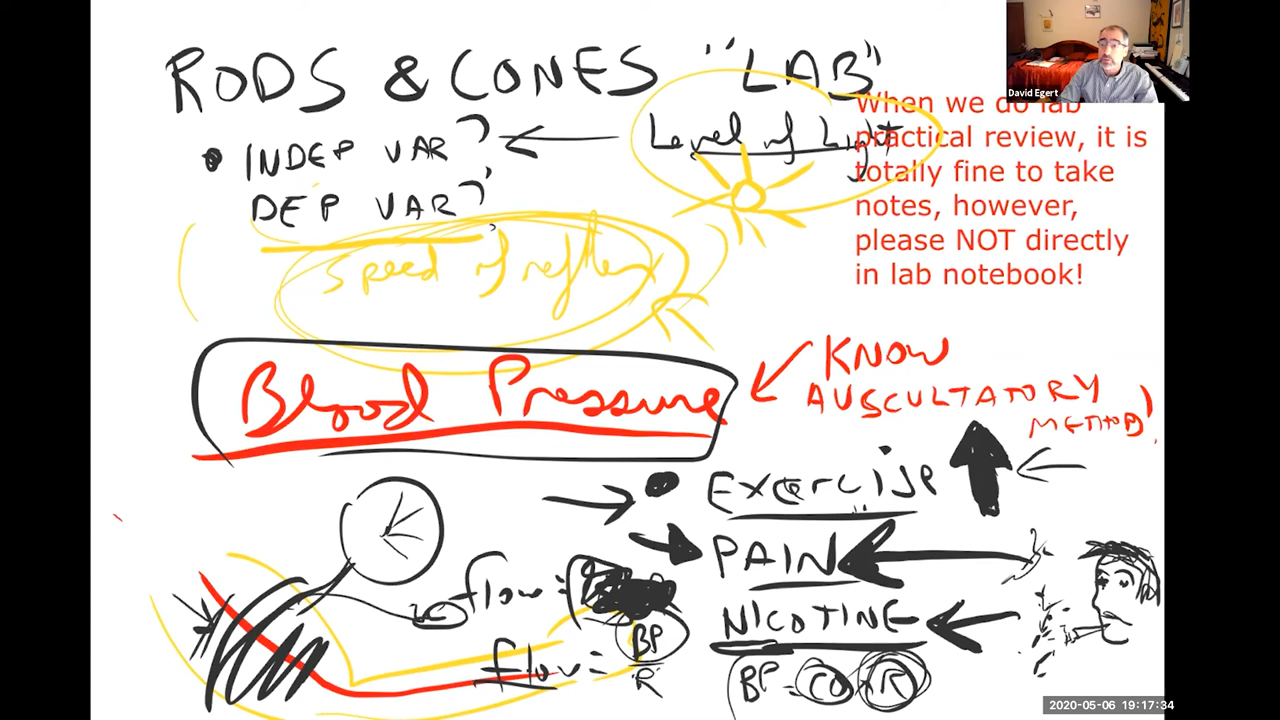 RODS & CONES "LAB"
• INDEP VAR?
Level of Light
DEP VAR?
Speed of reflex
When we do lab
practical review, it is
totally fine to take
notes, however,
please NOT directly
in lab notebook!
David Egert
Blood Pressure
KNOW
AUSCULTATORY
METHOD!
• Exercise
PAIN
NICOTINE
flow =
flow = BP
R
BP = CO R
2020-05-06 19:17:34